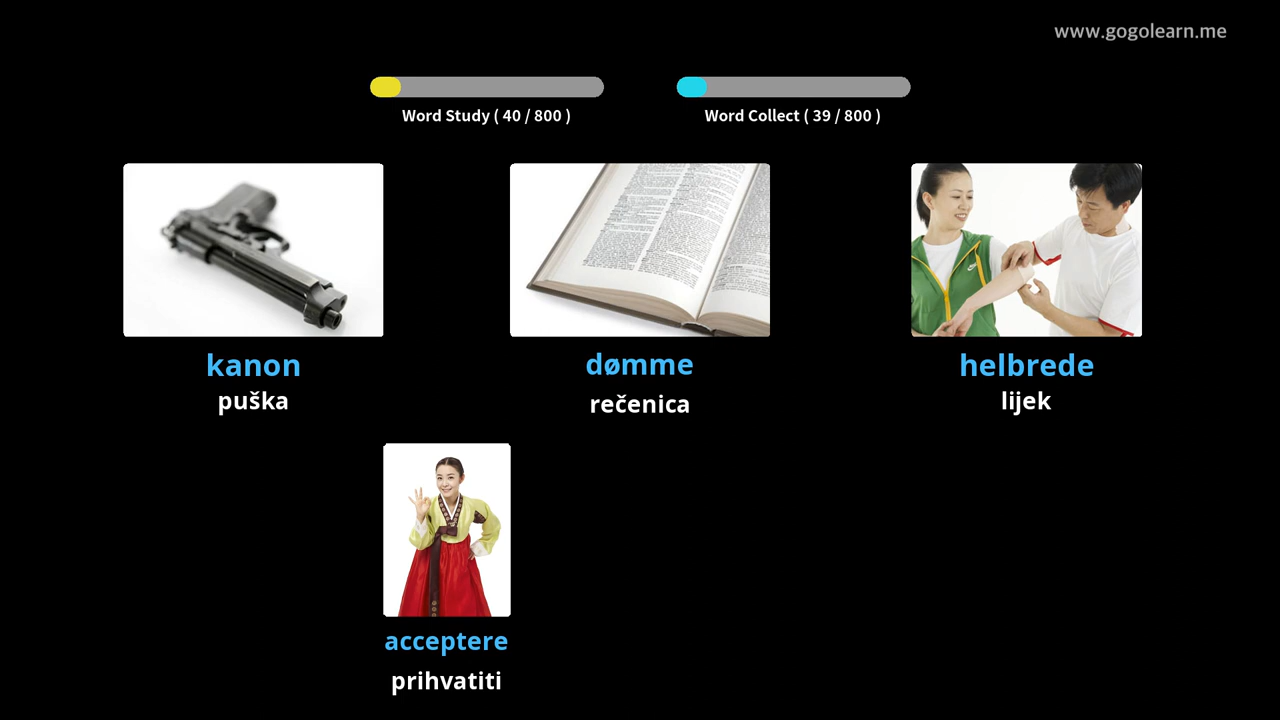 www.gogolearn.me
Word Study ( 40 / 800 )
Word Collect ( 39 / 800 )
kanon
puška
dømme
rečenica
helbrede
lijek
acceptere
prihvatiti